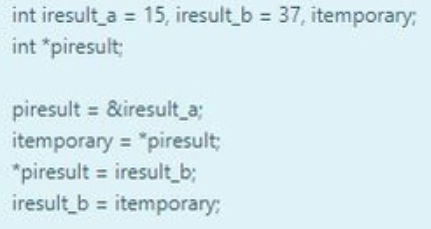 int iresult_a = 15, iresult_b = 37, itemporary;
int *piresult;
piresult = &iresult_a;
itemporary = *piresult;
*piresult = iresult_b;
iresult_b = itemporary;